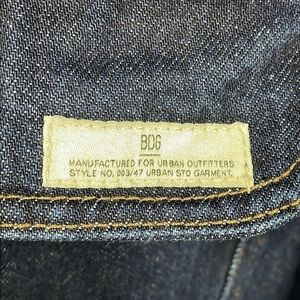 BDG
MANUFACTURED FOR URBAN OUTFITTERS
STYLE NO. 003/47 URBAN STD GARMENT.